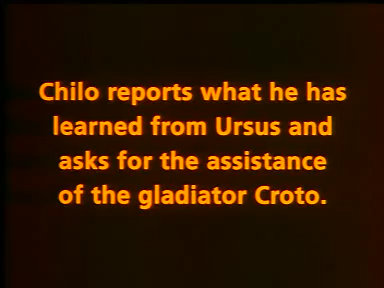 Chilo reports what he has
learned from Ursus and
asks for the assistance
of the gladiator Croto.